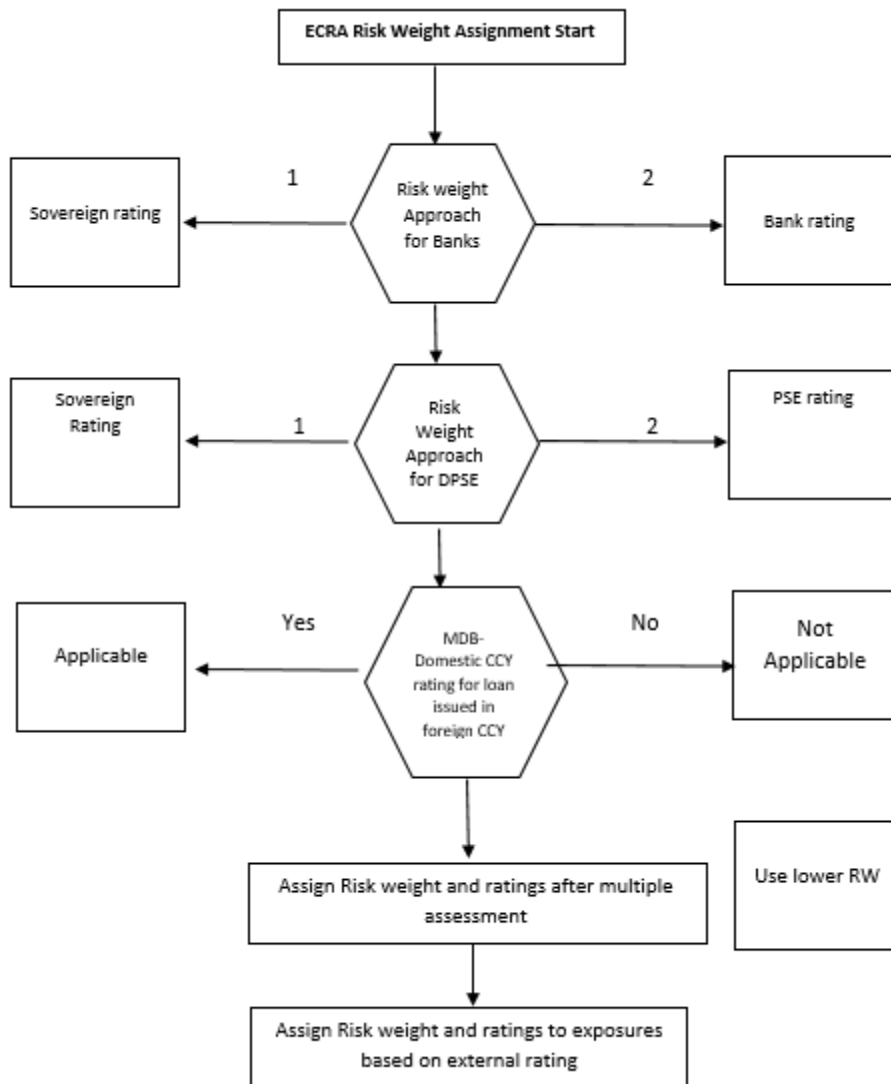 ECRA Risk Weight Assignment Start
1
2
Sovereign rating
Risk weight
Approach
for Banks
Bank rating
Sovereign
Rating
1
Risk
Weight
Approach
for DPSE
2
PSE rating
Yes
No
Applicable
MDB-
Domestic CCY
rating for loan
issued in
foreign CCY
Not
Applicable
Assign Risk weight and ratings after multiple
assessment
Use lower RW
Assign Risk weight and ratings to exposures
based on external rating